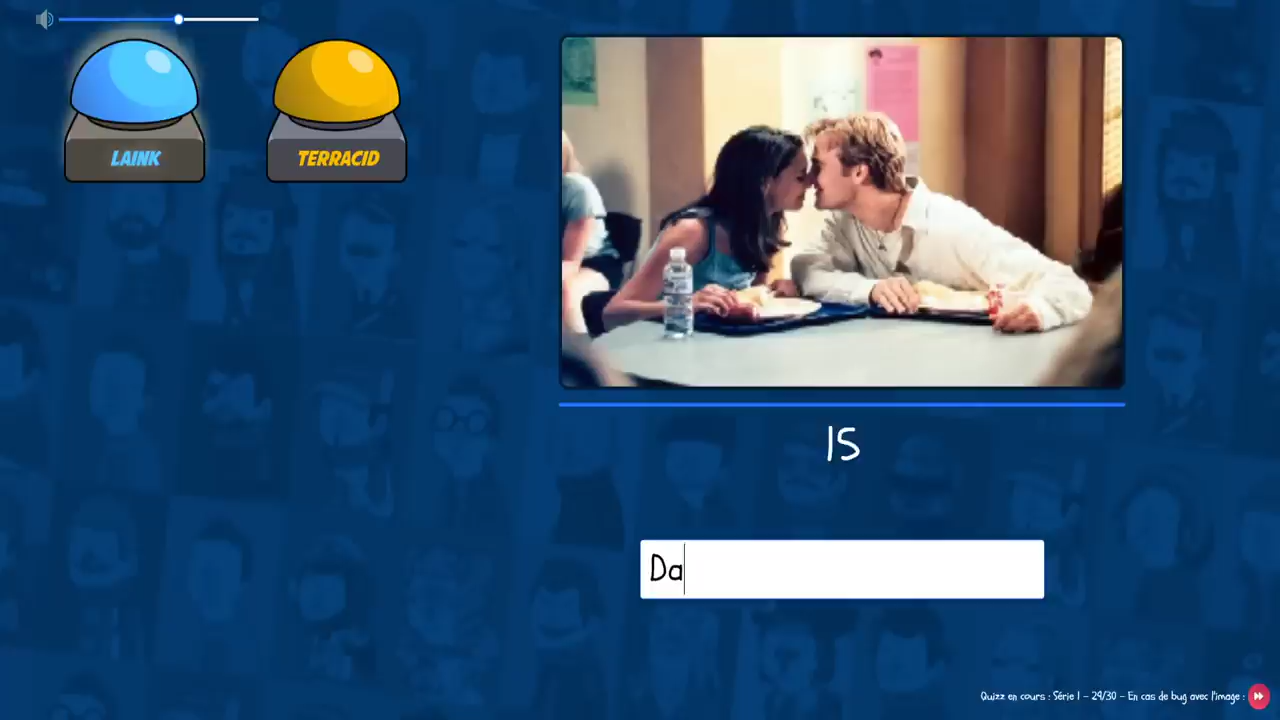 LAINK
TERRACID
15
Da
Quizz en cours : Série 1 - 29/30 - En cas de bug avec l'image :